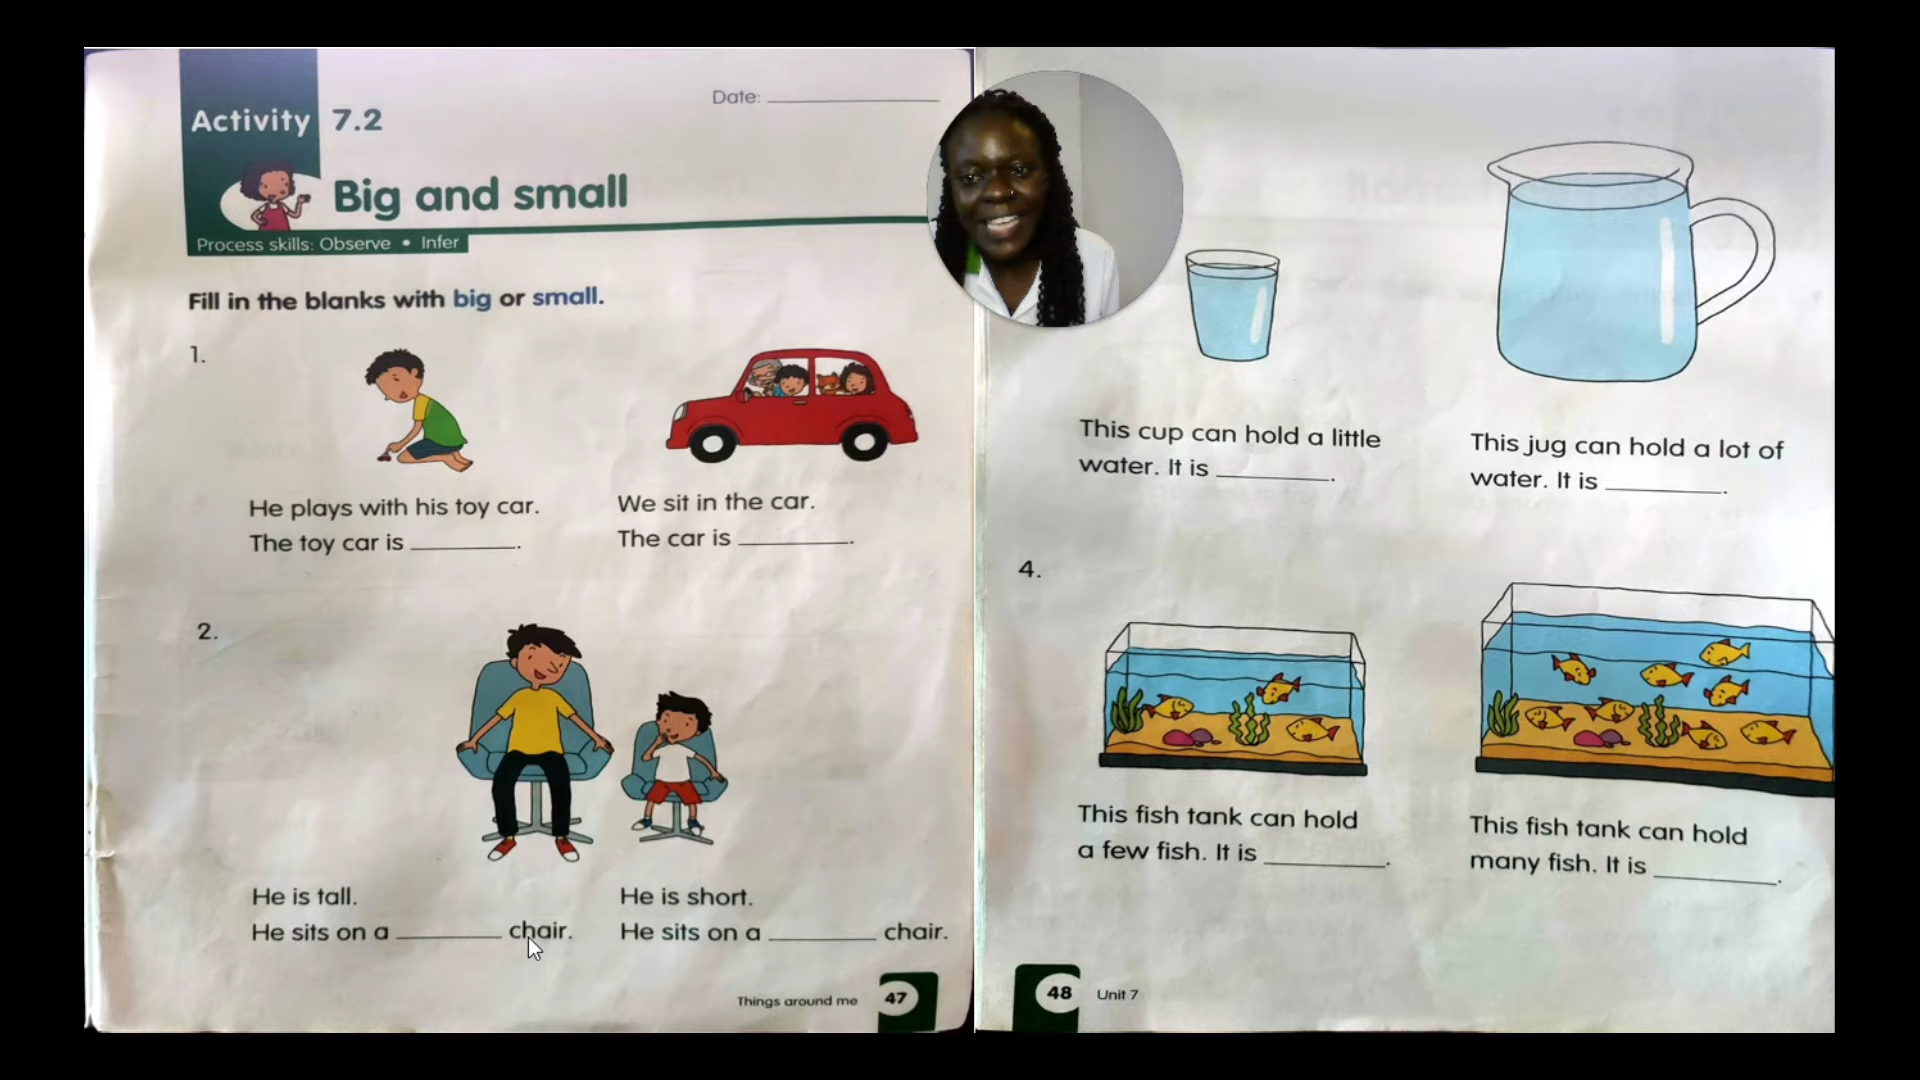 Activity 7.2
Date:
Big and small
Process skills: Observe • Infer
Fill in the blanks with big or small.
1.
He plays with his toy car.
The toy car is ________.
We sit in the car.
The car is ________.
2.
He is tall.
He sits on a ________ chair.
He is short.
He sits on a ________ chair.
Things around me 47
This cup can hold a little
water. It is ________.
This jug can hold a lot of
water. It is ________.
4.
This fish tank can hold
a few fish. It is ________.
This fish tank can hold
many fish. It is ________.
48 Unit 7